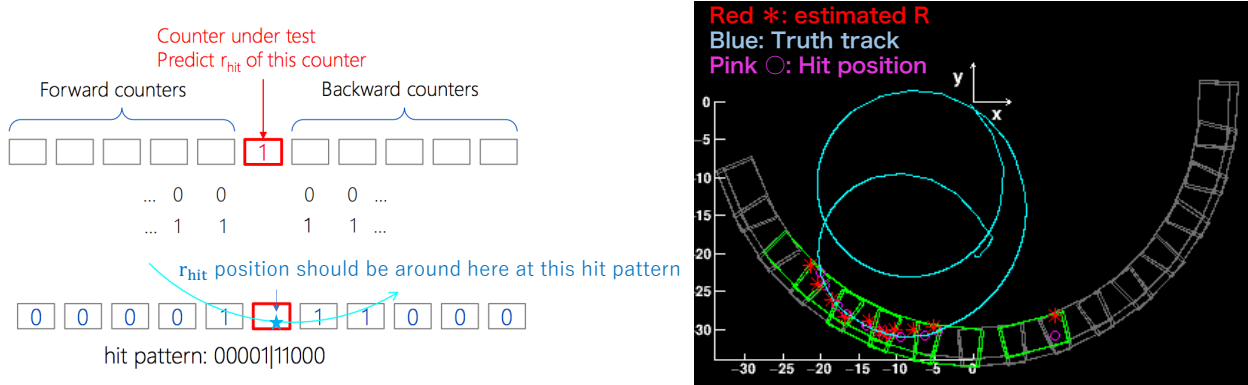 Counter under test
Predict rhit of this counter
Forward counters
Backward counters
1
... 0 0 0 0 ...
... 1 1 1 1 ...
rhit position should be around here at this hit pattern
0 0 0 0 1 1 1 0 0 0
hit pattern: 00001|11000
Red *: estimated R
Blue: Truth track
Pink ○: Hit position
y
x
0
-5
-10
-15
-20
-25
-30
-30 -25 -20 -15 -10 -5 0